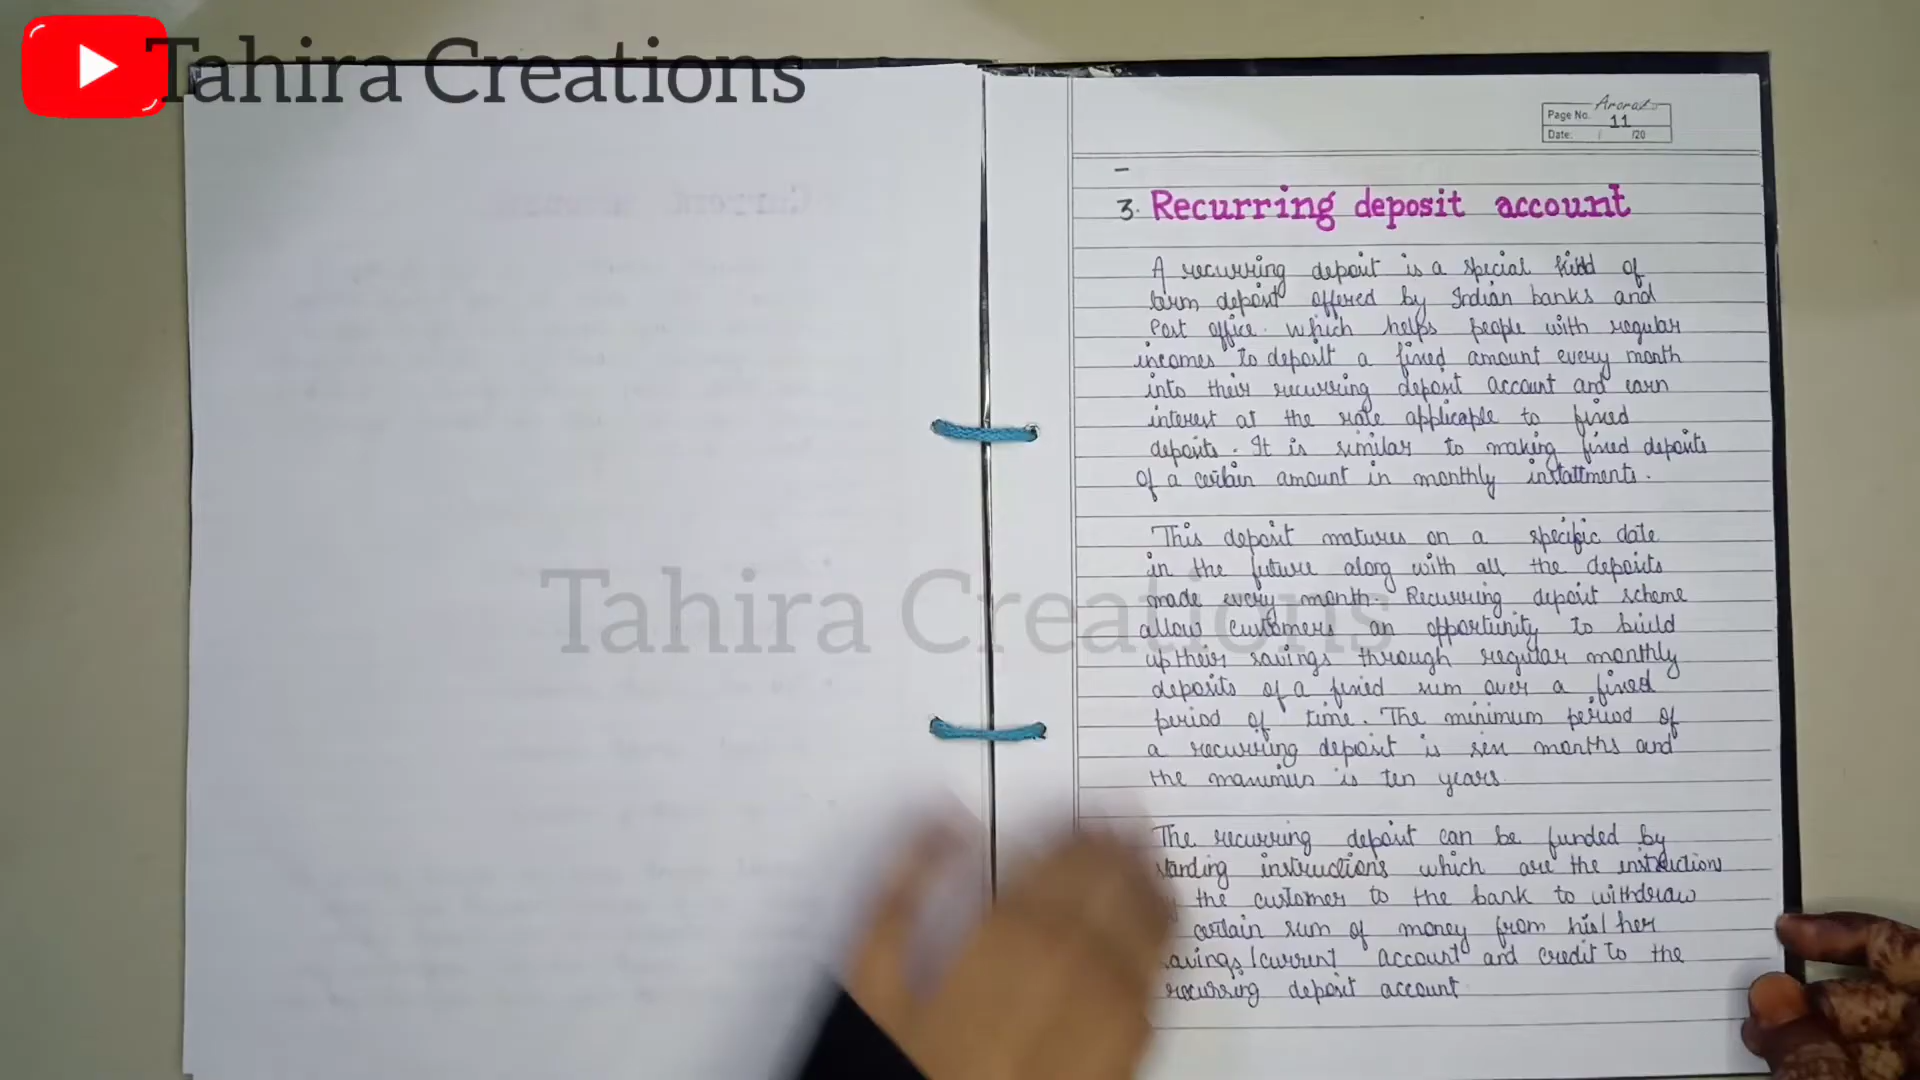 Tahira Creations
Arora
Page No. 11
Date: / /20
3. Recurring deposit account
A recurring deposit is a special kind of
term deposit offered by Indian banks and
Post office. which helps people with regular
incomes to deposit a fixed amount every month
into their recurring deposit account and earn
interest at the rate applicaple to fixed
deposits. It is similar to making fixed deposits
of a certain amount in monthly installments.
This deposit matures on a specific date
in the future along with all the deposits
made every month. Recurring deposit scheme
allow customers an opportunity to build
up their savings through regular monthly
deposits of a fixed sum over a fixed
period of time. The minimum period of
a recurring deposit is six months and
the maximum is ten years.
Tahira Creations
The recurring deposit can be funded by
standing instructions which are the instructions
the customer to the bank to withdraw
certain sum of money from his/her
savings/current account and credit to the
recurring deposit account